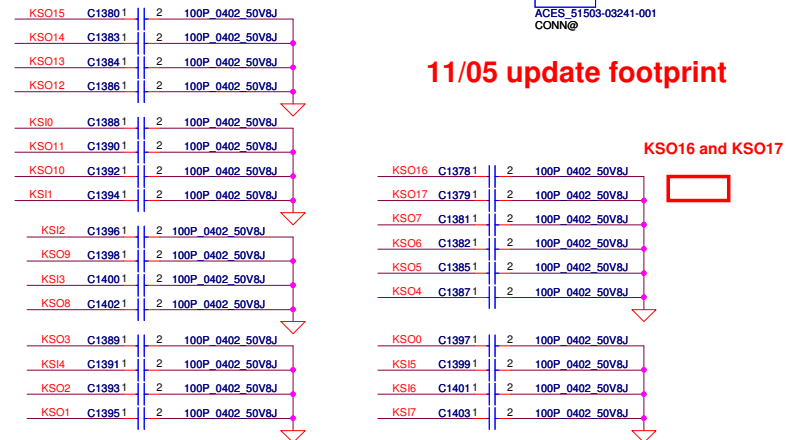 KSO15 C1380 1 2 100P_0402_50V8J
KSO14 C1383 1 2 100P_0402_50V8J
KSO13 C1384 1 2 100P_0402_50V8J
KSO12 C1386 1 2 100P_0402_50V8J
KSI0 C1388 1 2 100P_0402_50V8J
KSO11 C1390 1 2 100P_0402_50V8J
KSO10 C1392 1 2 100P_0402_50V8J
KSI1 C1394 1 2 100P_0402_50V8J
KSI2 C1396 1 2 100P_0402_50V8J
KSO9 C1398 1 2 100P_0402_50V8J
KSI3 C1400 1 2 100P_0402_50V8J
KSO8 C1402 1 2 100P_0402_50V8J
KSO3 C1389 1 2 100P_0402_50V8J
KSI4 C1391 1 2 100P_0402_50V8J
KSO2 C1393 1 2 100P_0402_50V8J
KSO1 C1395 1 2 100P_0402_50V8J
ACES_51503-03241-001
CONN@
11/05 update footprint
KSO16 and KSO17
KSO16 C1378 1 2 100P_0402_50V8J
KSO17 C1379 1 2 100P_0402_50V8J
KSO7 C1381 1 2 100P_0402_50V8J
KSO6 C1382 1 2 100P_0402_50V8J
KSO5 C1385 1 2 100P_0402_50V8J
KSO4 C1387 1 2 100P_0402_50V8J
KSO0 C1397 1 2 100P_0402_50V8J
KSI5 C1399 1 2 100P_0402_50V8J
KSI6 C1401 1 2 100P_0402_50V8J
KSI7 C1403 1 2 100P_0402_50V8J